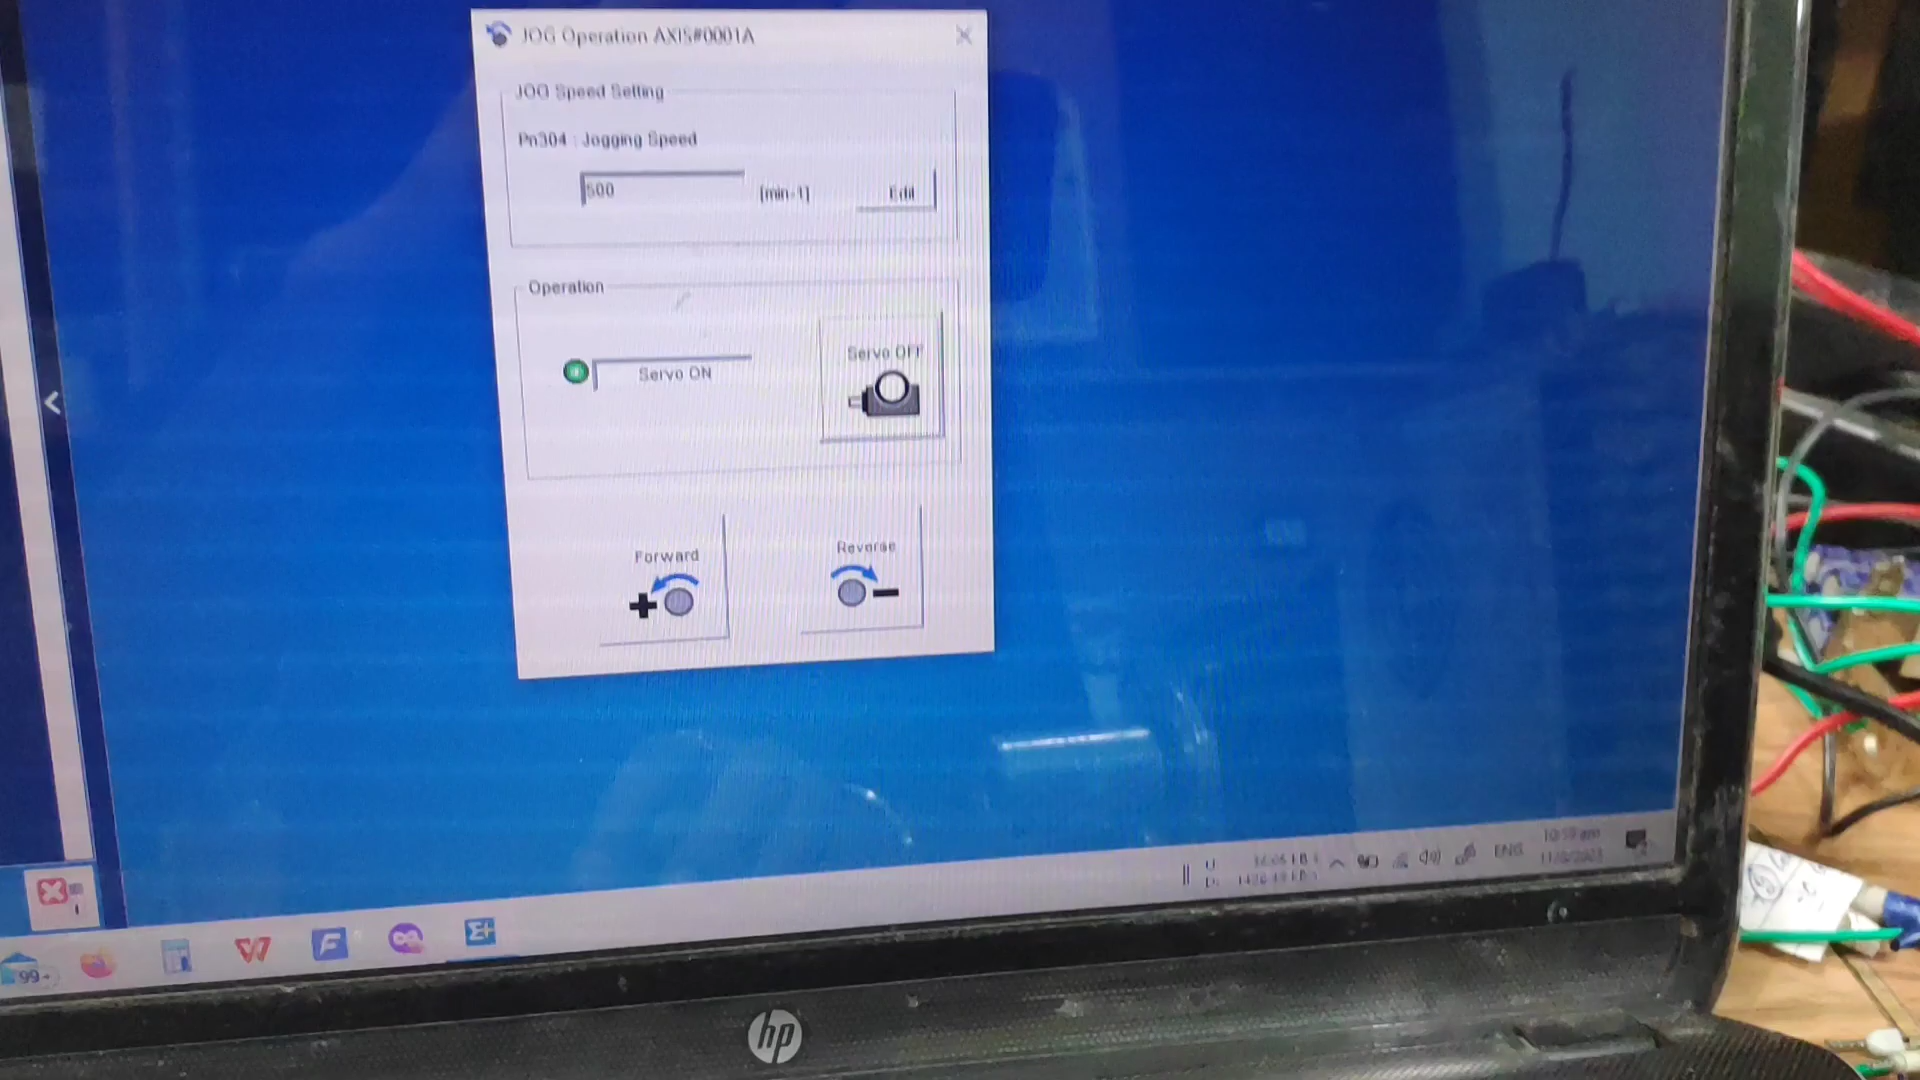 JOG Operation AXIS#0001A
JOG Speed Setting
Pn304 : Jogging Speed
500 [min-1] Edit
Operation
Servo ON
Servo OFF
Forward
Reverse
ENG
99+
hp